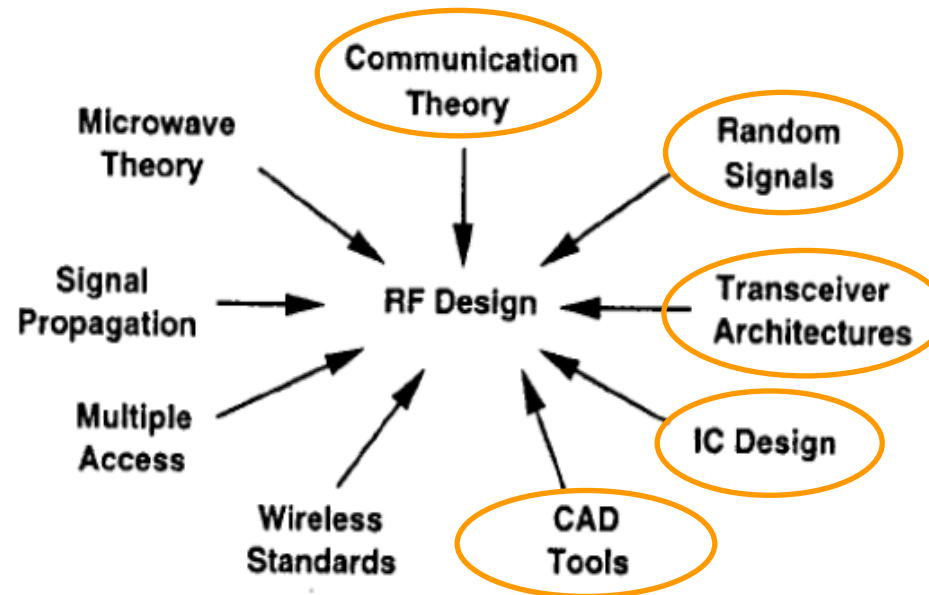 Communication
Theory
Microwave
Theory
Random
Signals
Signal
Propagation
RF Design
Transceiver
Architectures
Multiple
Access
IC Design
Wireless
Standards
CAD
Tools